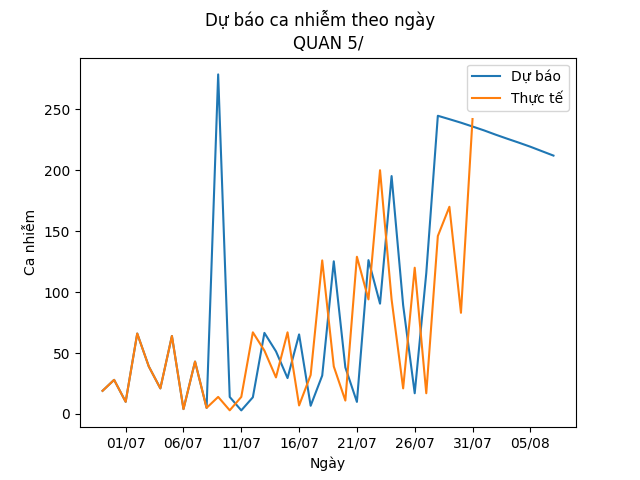 Dự báo ca nhiễm theo ngày
QUAN 5/
Dự báo
Thực tế
Ca nhiễm
250
200
150
100
50
0
01/07 06/07 11/07 16/07 21/07 26/07 31/07 05/08
Ngày